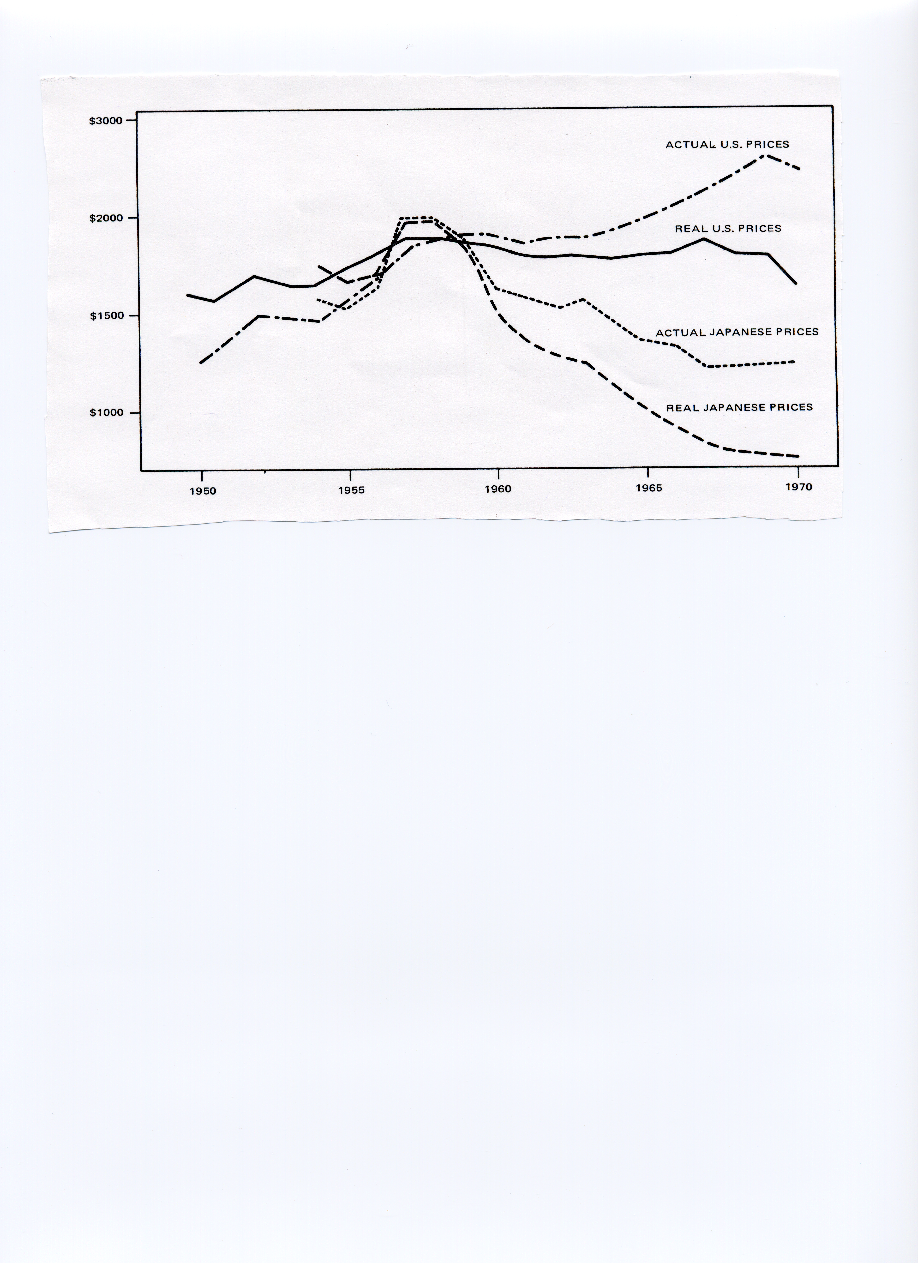 $3000
ACTUAL U.S. PRICES
$2000
REAL U.S. PRICES
$1500
ACTUAL JAPANESE PRICES
REAL JAPANESE PRICES
$1000
1950 1955 1960 1965 1970